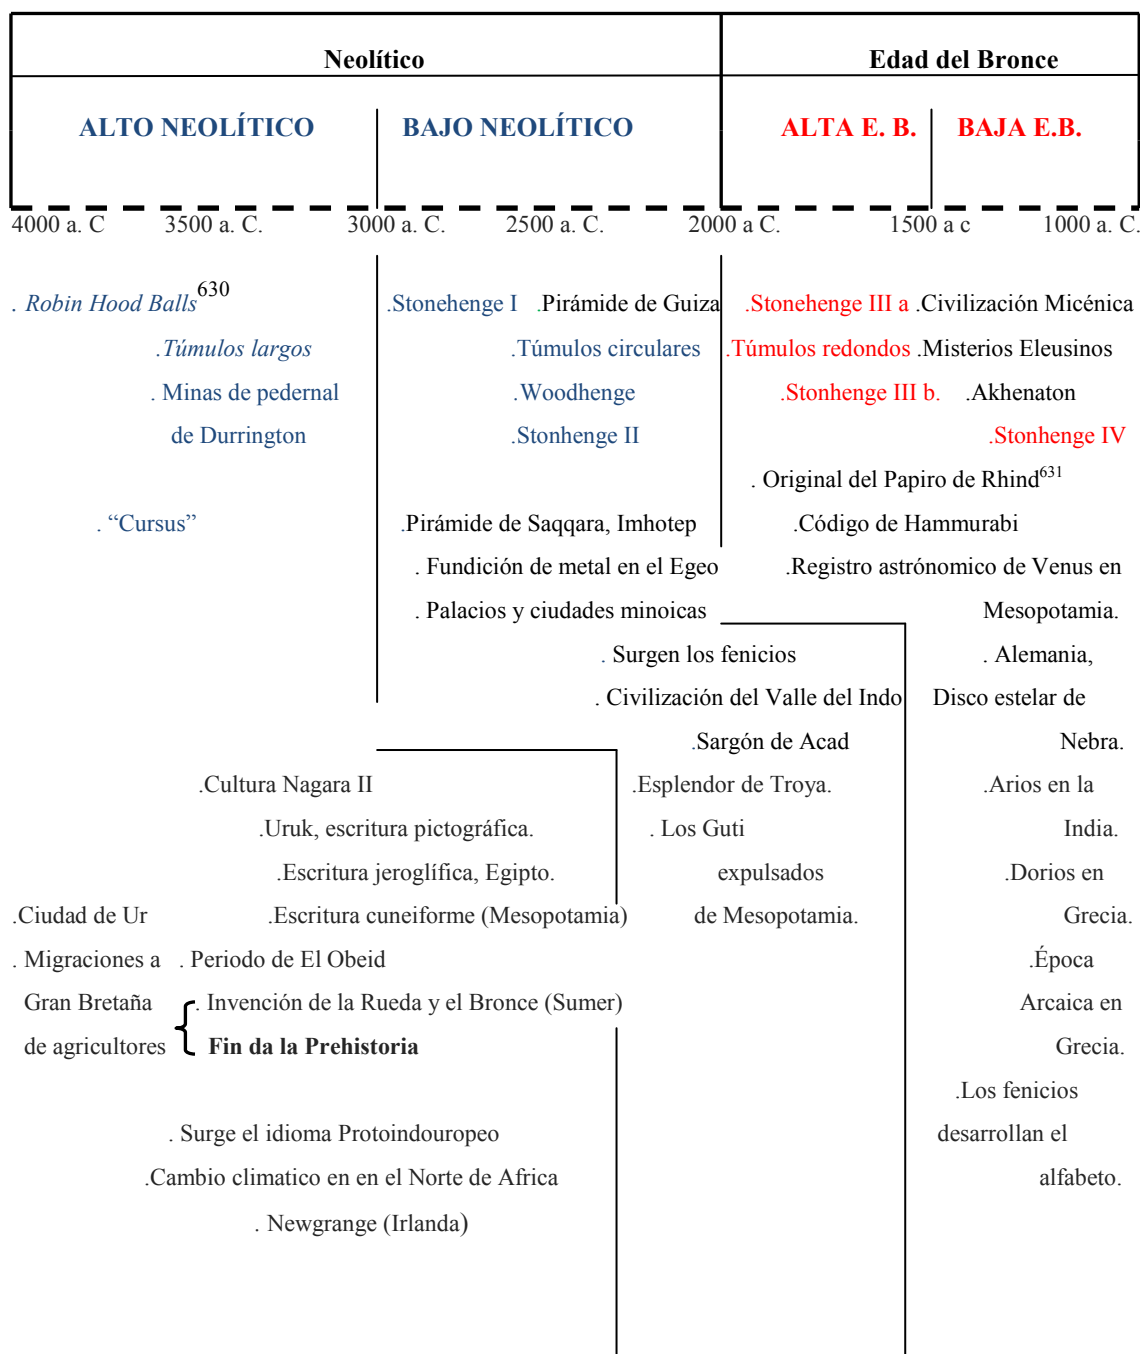 Neolítico Edad del Bronce
ALTO NEOLÍTICO BAJO NEOLÍTICO ALTA E. B. BAJA E.B.
4000 a. C 3500 a. C. 3000 a. C. 2500 a. C. 2000 a C. 1500 a c 1000 a. C.
. Robin Hood Balls630 .Stonehenge I .Pirámide de Guiza .Stonehenge III a .Civilización Micénica
.Túmulos largos .Túmulos circulares .Túmulos redondos .Misterios Eleusinos
. Minas de pedernal .Woodhenge .Stonhenge III b. .Akhenaton
de Durrington .Stonhenge II .Stonhenge IV
. Original del Papiro de Rhind631
. “Cursus” .Pirámide de Saqqara, Imhotep .Código de Hammurabi
. Fundición de metal en el Egeo .Registro astrónomico de Venus en
. Palacios y ciudades minoicas Mesopotamia.
. Surgen los fenicios . Alemania,
. Civilización del Valle del Indo Disco estelar de
.Sargón de Acad Nebra.
.Cultura Nagara II .Esplendor de Troya. .Arios en la
.Uruk, escritura pictográfica. . Los Guti India.
.Escritura jeroglífica, Egipto. expulsados .Dorios en
.Ciudad de Ur .Escritura cuneiforme (Mesopotamia) de Mesopotamia. Grecia.
. Migraciones a . Periodo de El Obeid .Época
Gran Bretaña . Invención de la Rueda y el Bronce (Sumer) Arcaica en
de agricultores Fin da la Prehistoria Grecia.
.Los fenicios
. Surge el idioma Protoindouropeo desarrollan el
.Cambio climatico en en el Norte de Africa alfabeto.
. Newgrange (Irlanda)